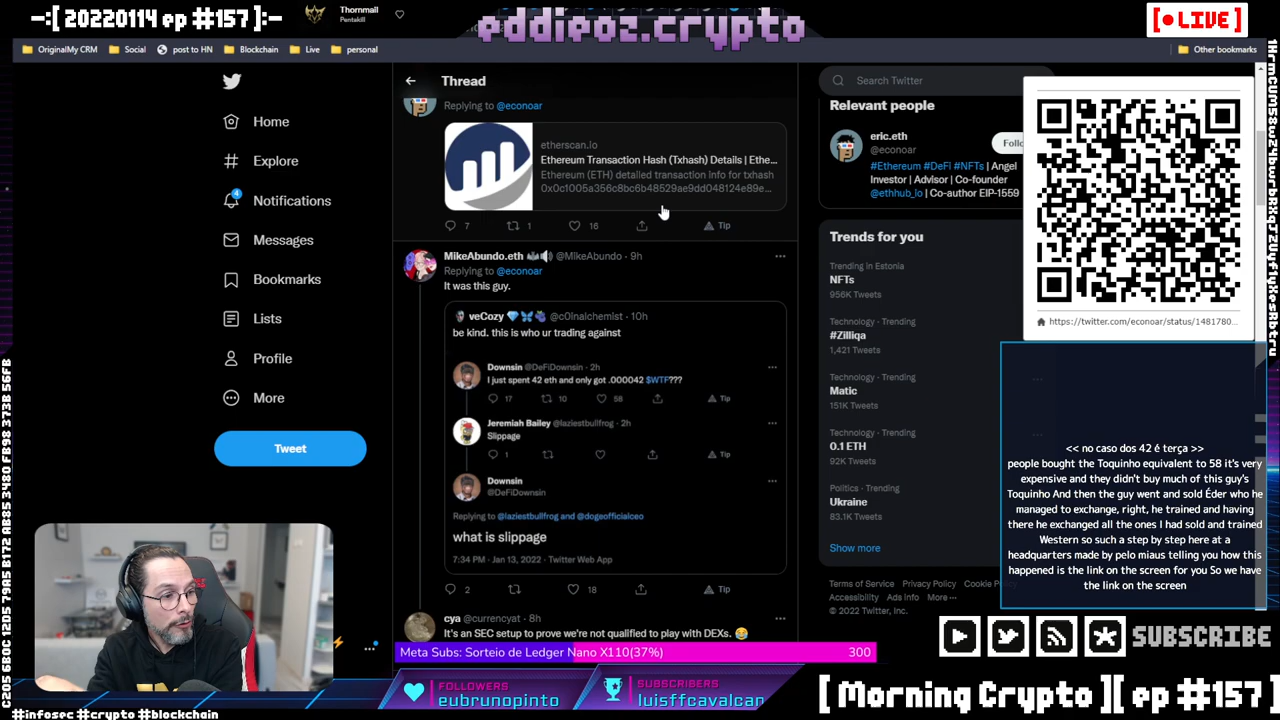 -:[ 20220114 ep #157 ]:-
Thornmail
Pentakill
eddieoz.crypto
[ ● LIVE ]
OriginalMy CRM
Social
post to HN
Blockchain
Live
personal
Other bookmarks
Home
Explore
4
Notifications
Messages
Bookmarks
Lists
Profile
More
Tweet
Thread
Replying to @econoar
etherscan.io
Ethereum Transaction Hash (Txhash) Details | Ethe...
Ethereum (ETH) detailed transaction info for txhash
0x0c1005a356c8bc6b48529ae9dd048124e89e...
7 1 16 Tip
MikeAbundo.eth @MikeAbundo · 9h
Replying to @econoar
It was this guy.
veCozy @c0lnalchemist · 10h
be kind. this is who ur trading against
Downsin @DeFiDownsin · 2h
I just spent 42 eth and only got .000042 $WTF???
17 10 58 Tip
Jeremiah Bailey @laziestbullfrog · 2h
Slippage
1 Tip
Downsin
@DeFiDownsin
Replying to @laziestbullfrog and @dogeofficialceo
what is slippage
7:34 PM · Jan 13, 2022 · Twitter Web App
2 18 Tip
cya @currencyat · 8h
It's an SEC setup to prove we're not qualified to play with DEXs. 😂
Search Twitter
Relevant people
eric.eth
@econoar
Follo
#Ethereum #DeFi #NFTs | Angel
Investor | Advisor | Co-founder
@ethhub_io | Co-author EIP-1559
Trends for you
Trending in Estonia
NFTs
956K Tweets
Technology · Trending
#Zilliqa
1,421 Tweets
Technology · Trending
Matic
151K Tweets
Technology · Trending
0.1 ETH
92K Tweets
Politics · Trending
Ukraine
83.1K Tweets
Show more
Terms of Service Privacy Policy Cookie Po
Accessibility Ads info More ···
© 2022 Twitter, Inc.
https://twitter.com/econoar/status/1481780...
<< no caso dos 42 é terça >>
people bought the Toquinho equivalent to 58 it's very
expensive and they didn't buy much of this guy's
Toquinho And then the guy went and sold Éder who he
managed to exchange, right, he trained and having
there he exchanged all the ones I had sold and trained
Western so such a step by step here at a
headquarters made by pelo miaus telling you how this
happened is the link on the screen for you So we have
the link on the screen
Meta Subs: Sorteio de Ledger Nano X110(37%) 300
FOLLOWERS
eubrunopinto
SUBSCRIBERS
luisffcavalcan
SUBSCRIBE
[ Morning Crypto ][ ep #157 ]
#infosec #crypto #blockchain